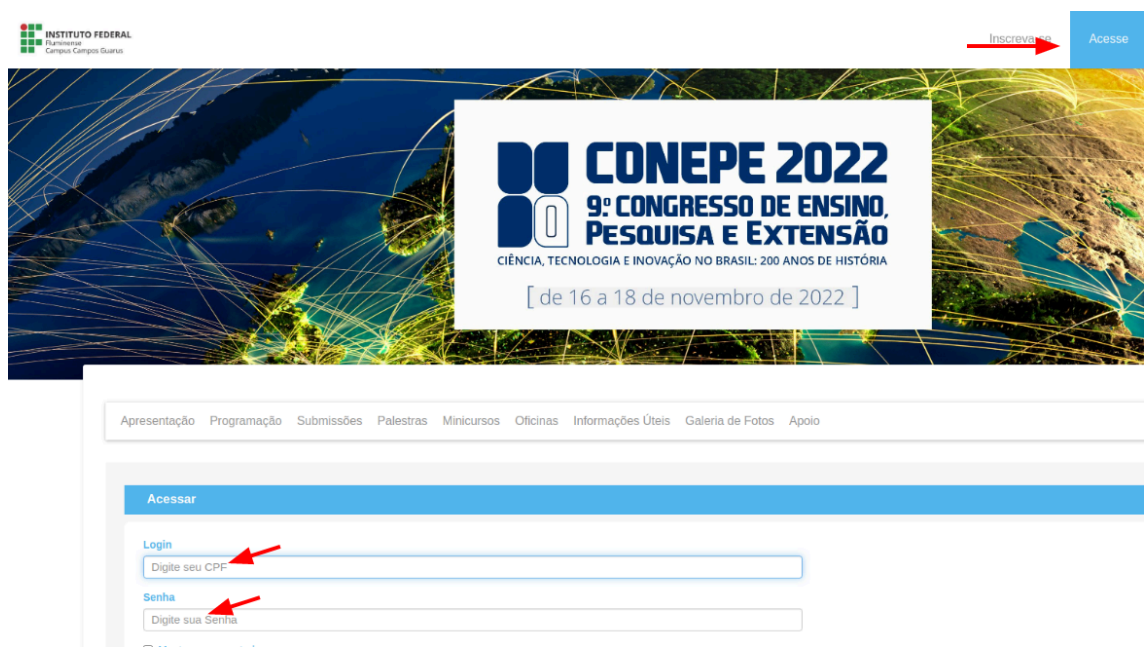 INSTITUTO FEDERAL
Fluminense
Campus Campos Guarus
Inscreva-se Acesse
CONEPE 2022
9º CONGRESSO DE ENSINO,
PESQUISA E EXTENSÃO
CIÊNCIA, TECNOLOGIA E INOVAÇÃO NO BRASIL: 200 ANOS DE HISTÓRIA
[ de 16 a 18 de novembro de 2022 ]
Apresentação Programação Submissões Palestras Minicursos Oficinas Informações Úteis Galeria de Fotos Apoio
Acessar
Login
Digite seu CPF
Senha
Digite sua Senha